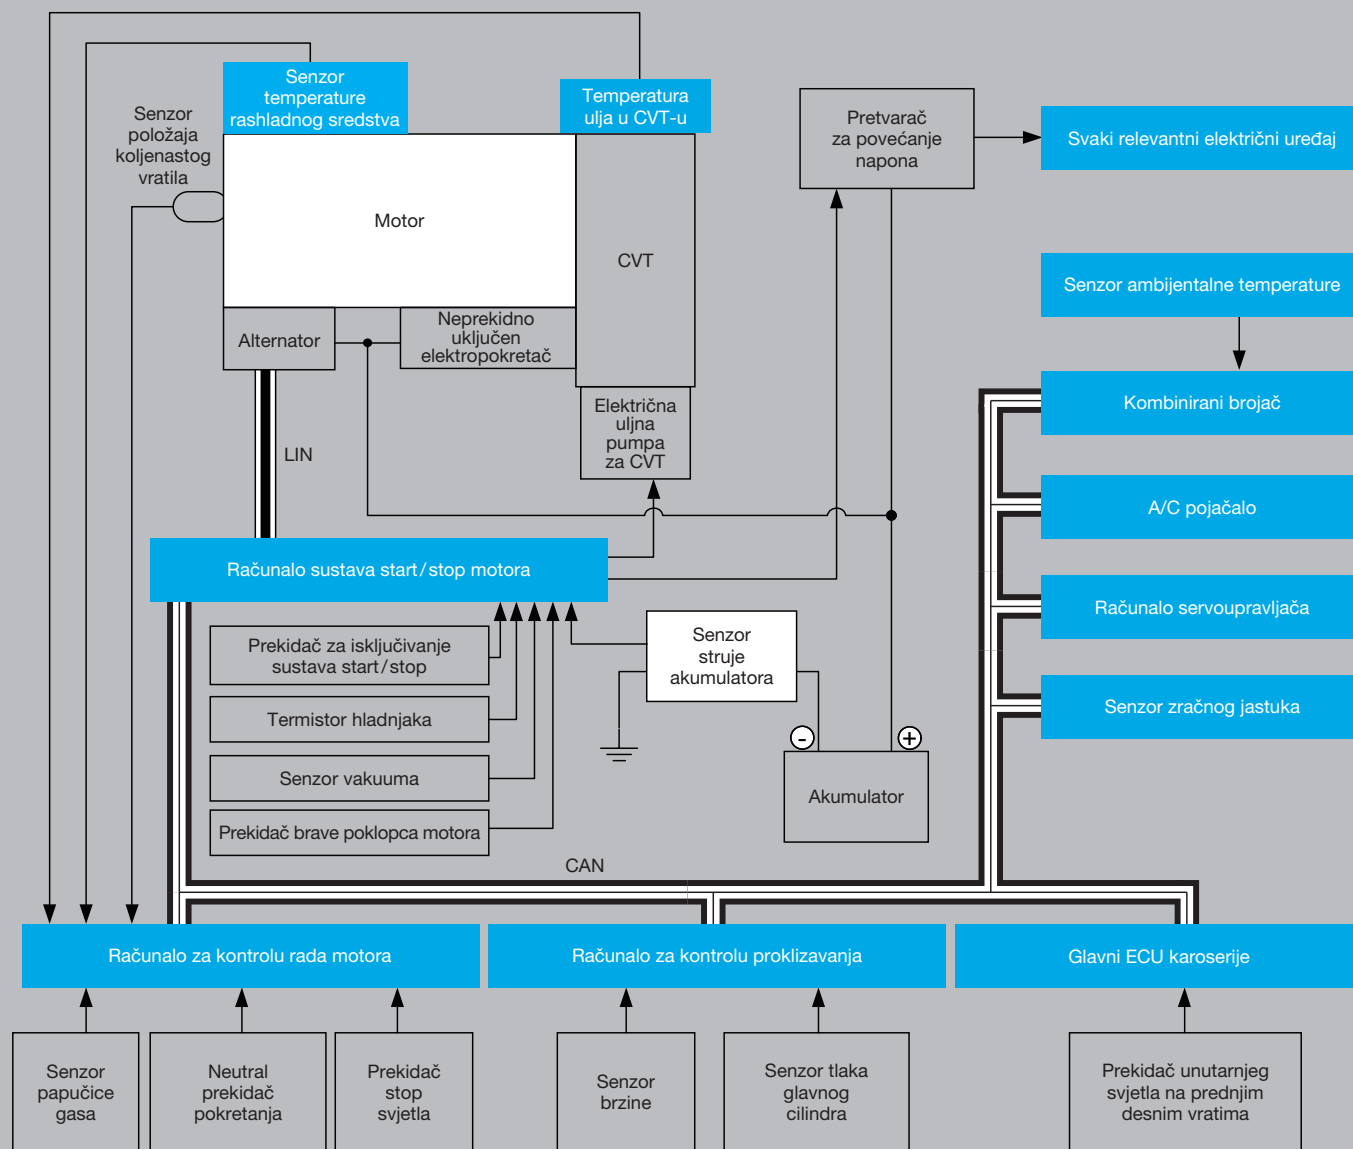 Senzor
temperature
rashladnog sredstva
Temperatura
ulja u CVT-u
Senzor
položaja
koljenastog
vratila
Pretvarač
za povećanje
napona
Svaki relevantni električni uređaj
Motor
CVT
Senzor ambijentalne temperature
Alternator
Neprekidno
uključen
elektropokretač
Kombinirani brojač
Električna
uljna
pumpa
za CVT
LIN
A/C pojačalo
Računalo sustava start/stop motora
Računalo servoupravljača
Prekidač za isključivanje
sustava start/stop
Senzor
struje
akumulatora
Termistor hladnjaka
Senzor zračnog jastuka
Senzor vakuuma
-
+
Akumulator
Prekidač brave poklopca motora
CAN
Računalo za kontrolu rada motora
Računalo za kontrolu proklizavanja
Glavni ECU karoserije
Senzor
papučice
gasa
Neutral
prekidač
pokretanja
Prekidač
stop
svjetla
Senzor
brzine
Senzor tlaka
glavnog
cilindra
Prekidač unutarnjeg
svjetla na prednjim
desnim vratima